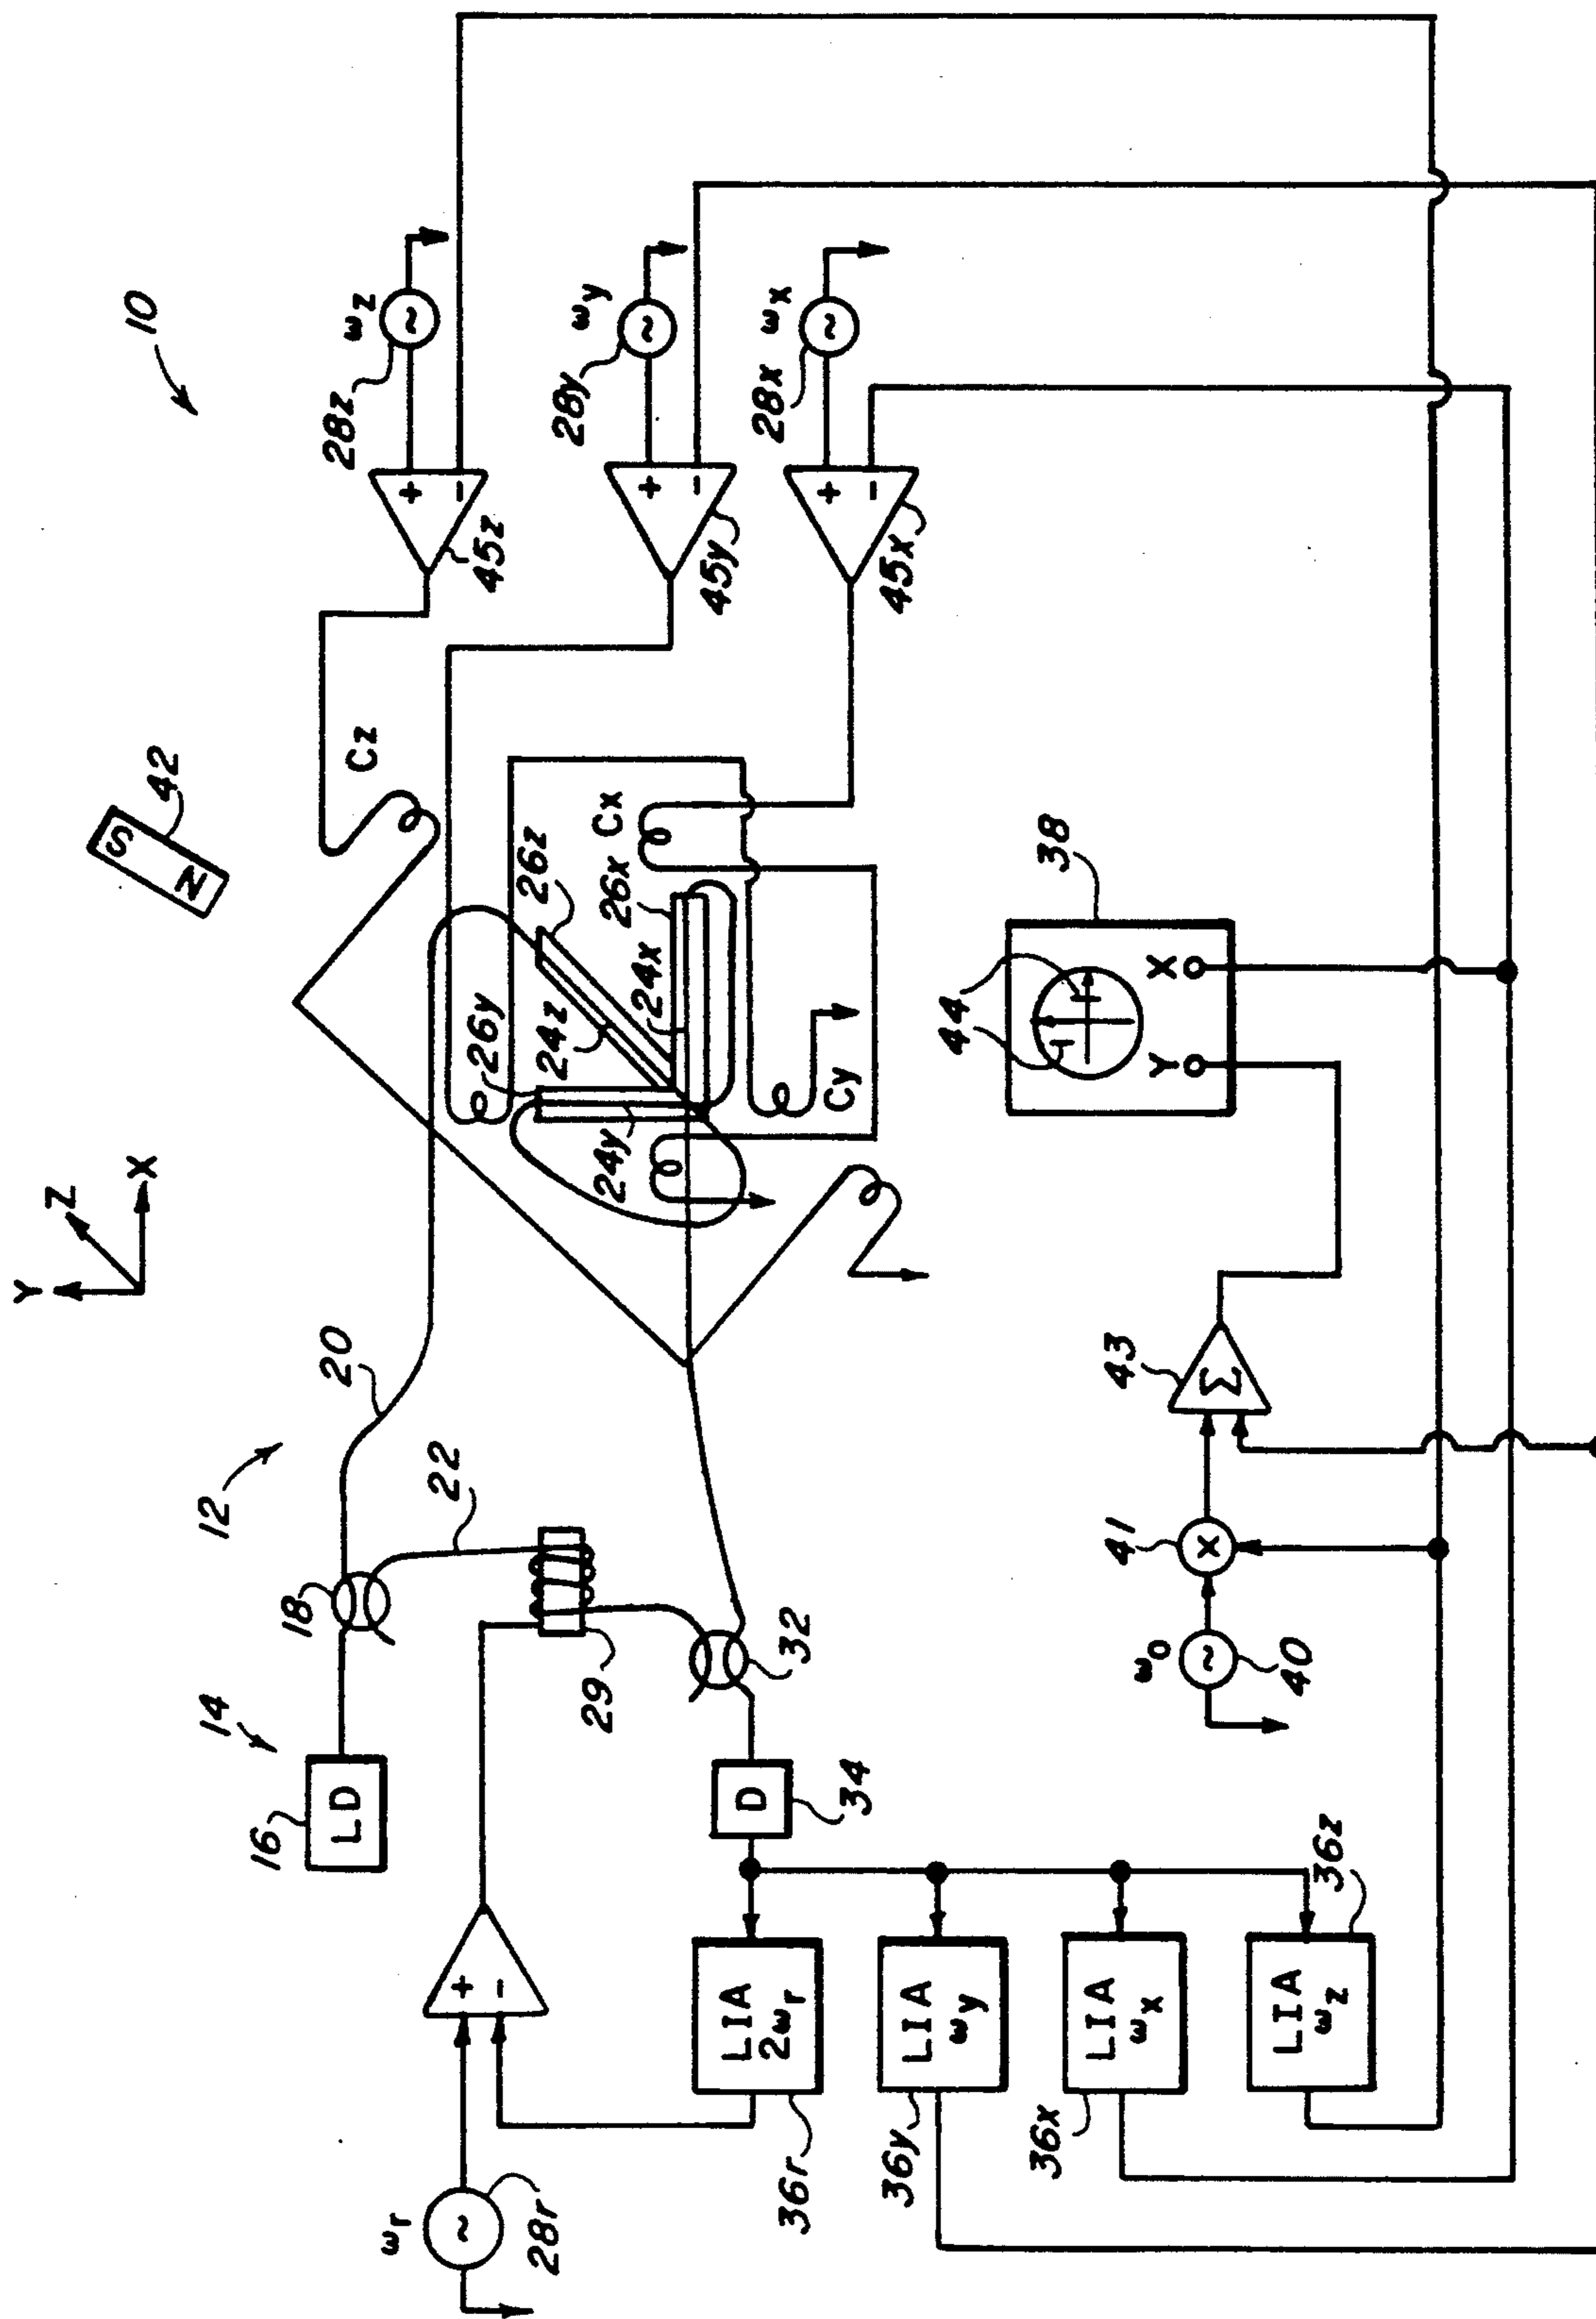 10
12
14
Y
Z
X
42
S
N
ωz
28z
+
-
45z
Cz
ωy
28y
+
-
45y
ωx
28x
+
-
45x
20
18
22
16
LD
29
32
26y
24z
26z
24y
24x
26x
Cx
Cy
ωr
28r
+
-
D
34
LIA
2ωr
36r
LIA
ωy
36y
LIA
ωx
36x
LIA
ωz
36z
ωo
40
X
41
Σ
43
44
Y
X
38